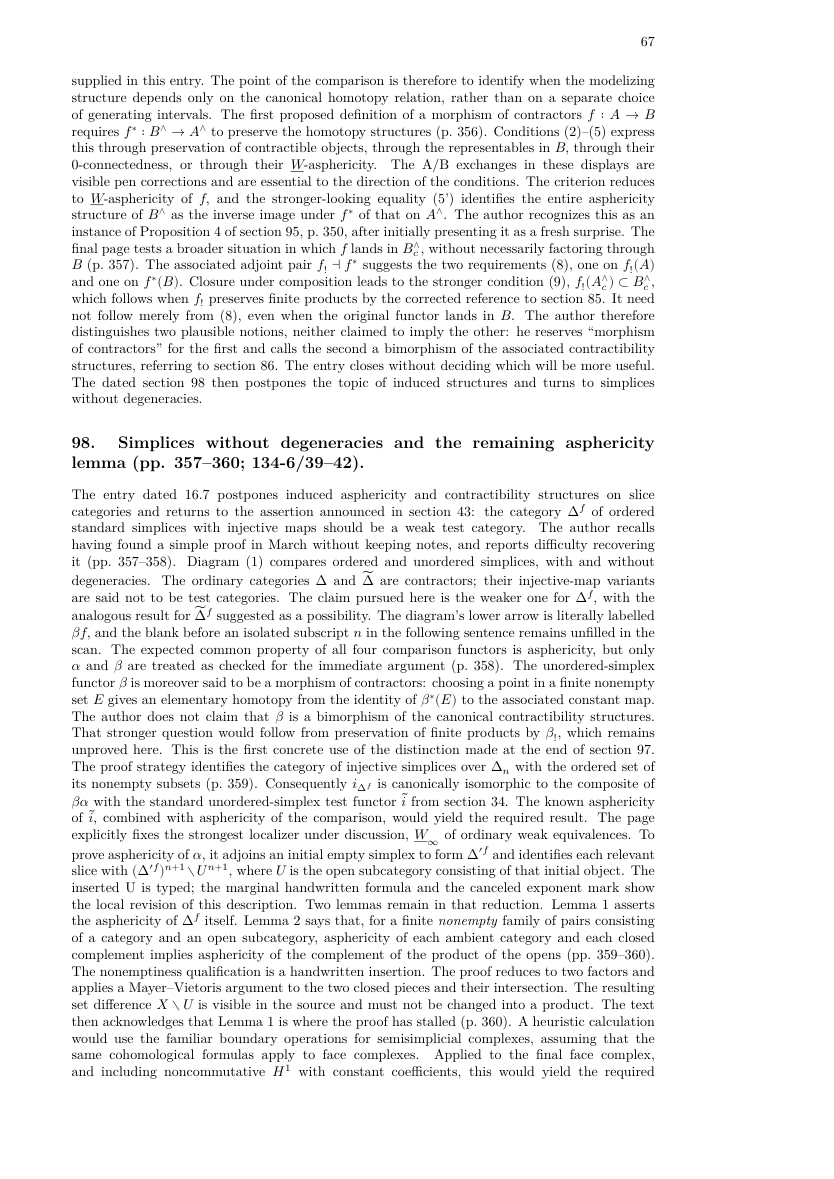 67
supplied in this entry. The point of the comparison is therefore to identify when the modelizing
structure depends only on the canonical homotopy relation, rather than on a separate choice
of generating intervals. The first proposed definition of a morphism of contractors f : A → B
requires f* : B^∧ → A^∧ to preserve the homotopy structures (p. 356). Conditions (2)–(5) express
this through preservation of contractible objects, through the representables in B, through their
0-connectedness, or through their W-asphericity. The A/B exchanges in these displays are
visible pen corrections and are essential to the direction of the conditions. The criterion reduces
to W-asphericity of f, and the stronger-looking equality (5') identifies the entire asphericity
structure of B^∧ as the inverse image under f* of that on A^∧. The author recognizes this as an
instance of Proposition 4 of section 95, p. 350, after initially presenting it as a fresh surprise. The
final page tests a broader situation in which f lands in B_c^∧, without necessarily factoring through
B (p. 357). The associated adjoint pair f_! ⊣ f* suggests the two requirements (8), one on f_!(A)
and one on f*(B). Closure under composition leads to the stronger condition (9), f_!(A_c^∧) ⊂ B_c^∧,
which follows when f_! preserves finite products by the corrected reference to section 85. It need
not follow merely from (8), even when the original functor lands in B. The author therefore
distinguishes two plausible notions, neither claimed to imply the other: he reserves “morphism
of contractors” for the first and calls the second a bimorphism of the associated contractibility
structures, referring to section 86. The entry closes without deciding which will be more useful.
The dated section 98 then postpones the topic of induced structures and turns to simplices
without degeneracies.
98. Simplices without degeneracies and the remaining asphericity
lemma (pp. 357–360; 134-6/39–42).
The entry dated 16.7 postpones induced asphericity and contractibility structures on slice
categories and returns to the assertion announced in section 43: the category Δ^f of ordered
standard simplices with injective maps should be a weak test category. The author recalls
having found a simple proof in March without keeping notes, and reports difficulty recovering
it (pp. 357–358). Diagram (1) compares ordered and unordered simplices, with and without
degeneracies. The ordinary categories Δ and Δ̃ are contractors; their injective-map variants
are said not to be test categories. The claim pursued here is the weaker one for Δ^f, with the
analogous result for Δ̃^f suggested as a possibility. The diagram's lower arrow is literally labelled
βf, and the blank before an isolated subscript n in the following sentence remains unfilled in the
scan. The expected common property of all four comparison functors is asphericity, but only
α and β are treated as checked for the immediate argument (p. 358). The unordered-simplex
functor β is moreover said to be a morphism of contractors: choosing a point in a finite nonempty
set E gives an elementary homotopy from the identity of β*(E) to the associated constant map.
The author does not claim that β is a bimorphism of the canonical contractibility structures.
That stronger question would follow from preservation of finite products by β_!, which remains
unproved here. This is the first concrete use of the distinction made at the end of section 97.
The proof strategy identifies the category of injective simplices over Δ_n with the ordered set of
its nonempty subsets (p. 359). Consequently i_{Δ^f} is canonically isomorphic to the composite of
βα with the standard unordered-simplex test functor ĩ from section 34. The known asphericity
of ĩ, combined with asphericity of the comparison, would yield the required result. The page
explicitly fixes the strongest localizer under discussion, W_∞ of ordinary weak equivalences. To
prove asphericity of α, it adjoins an initial empty simplex to form Δ'^f and identifies each relevant
slice with (Δ'^f)^{n+1} ∖ U^{n+1}, where U is the open subcategory consisting of that initial object. The
inserted U is typed; the marginal handwritten formula and the canceled exponent mark show
the local revision of this description. Two lemmas remain in that reduction. Lemma 1 asserts
the asphericity of Δ^f itself. Lemma 2 says that, for a finite nonempty family of pairs consisting
of a category and an open subcategory, asphericity of each ambient category and each closed
complement implies asphericity of the complement of the product of the opens (pp. 359–360).
The nonemptiness qualification is a handwritten insertion. The proof reduces to two factors and
applies a Mayer–Vietoris argument to the two closed pieces and their intersection. The resulting
set difference X ∖ U is visible in the source and must not be changed into a product. The text
then acknowledges that Lemma 1 is where the proof has stalled (p. 360). A heuristic calculation
would use the familiar boundary operations for semisimplicial complexes, assuming that the
same cohomological formulas apply to face complexes. Applied to the final face complex,
and including noncommutative H^1 with constant coefficients, this would yield the required